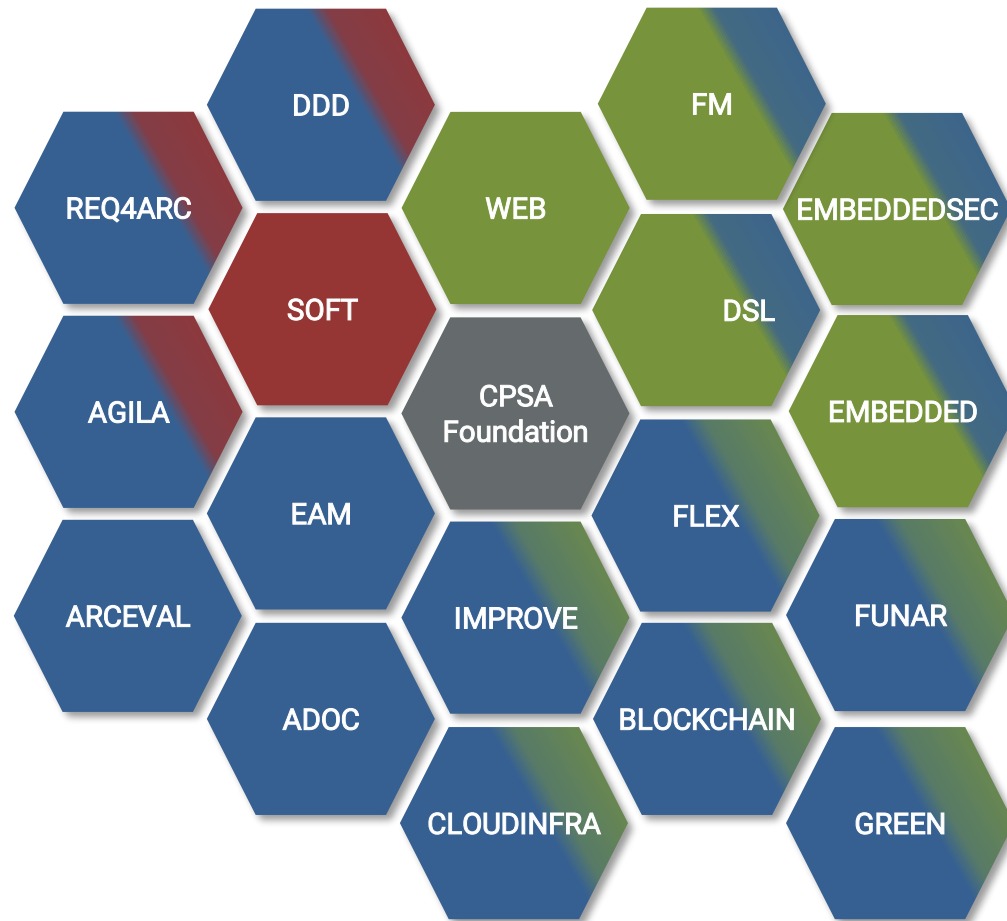 DDD
FM
REQ4ARC
WEB
EMBEDDEDSEC
SOFT
DSL
AGILA
CPSA
Foundation
EMBEDDED
EAM
FLEX
ARCEVAL
IMPROVE
FUNAR
ADOC
BLOCKCHAIN
CLOUDINFRA
GREEN